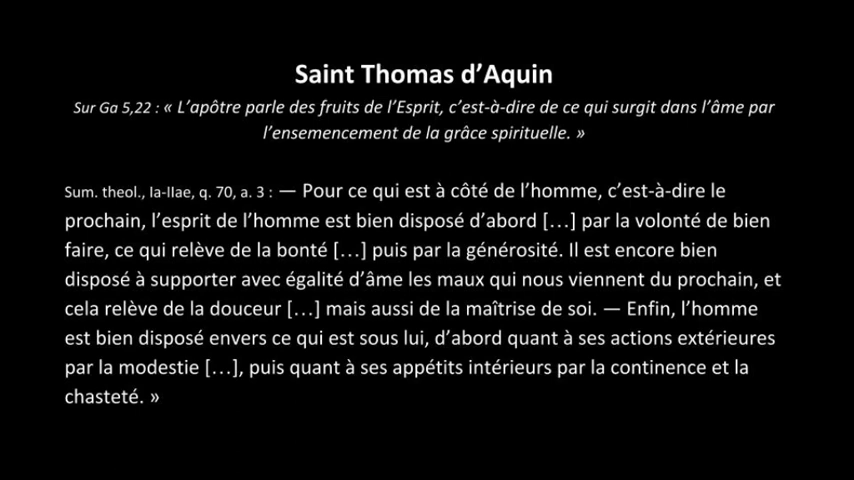 Saint Thomas d’Aquin
Sur Ga 5,22 : « L’apôtre parle des fruits de l’Esprit, c’est-à-dire de ce qui surgit dans l’âme par
l’ensemencement de la grâce spirituelle. »
Sum. theol., Ia-IIae, q. 70, a. 3 : — Pour ce qui est à côté de l’homme, c’est-à-dire le
prochain, l’esprit de l’homme est bien disposé d’abord […] par la volonté de bien
faire, ce qui relève de la bonté […] puis par la générosité. Il est encore bien
disposé à supporter avec égalité d’âme les maux qui nous viennent du prochain, et
cela relève de la douceur […] mais aussi de la maîtrise de soi. — Enfin, l’homme
est bien disposé envers ce qui est sous lui, d’abord quant à ses actions extérieures
par la modestie […], puis quant à ses appétits intérieurs par la continence et la
chasteté. »